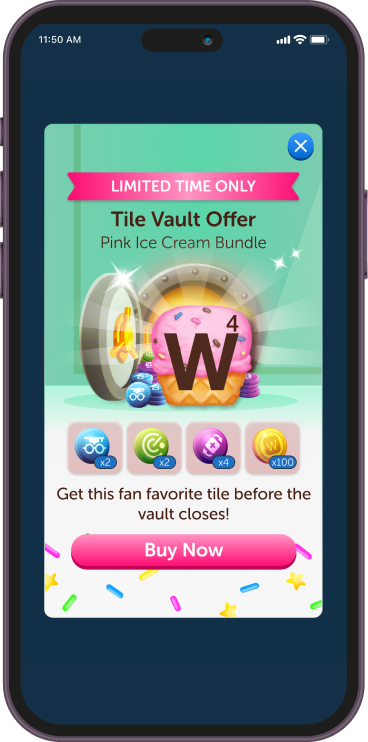 11:50 AM
LIMITED TIME ONLY
Tile Vault Offer
Pink Ice Cream Bundle
4
W
x2
x2
x4
W
x100
Get this fan favorite tile before the
vault closes!
Buy Now